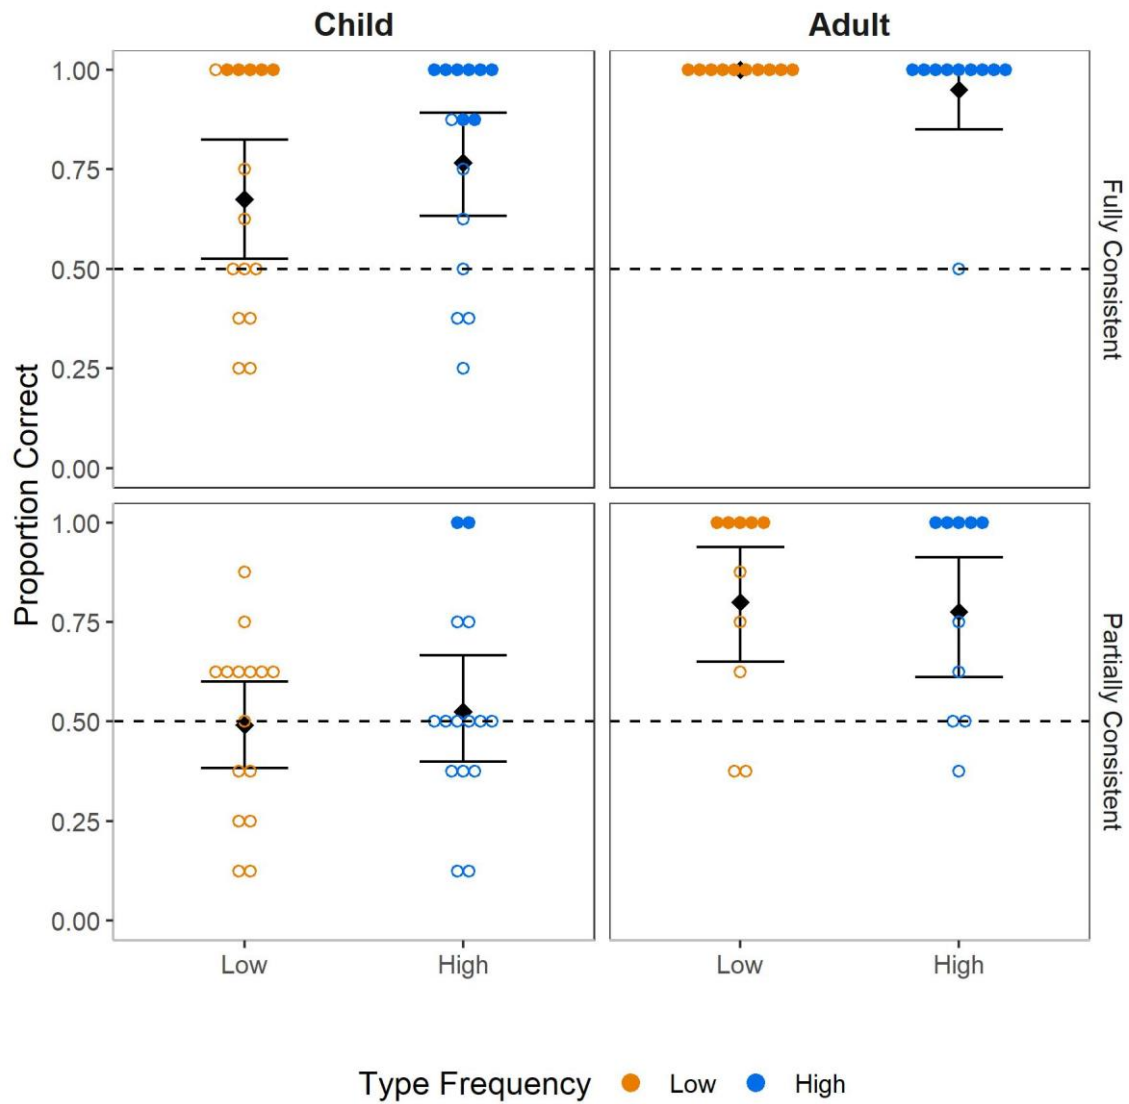 Child Adult
1.00
0.75
0.50
0.25
0.00
Fully Consistent
Proportion Correct
1.00
0.75
0.50
0.25
0.00
Partially Consistent
Low High Low High
Type Frequency Low High